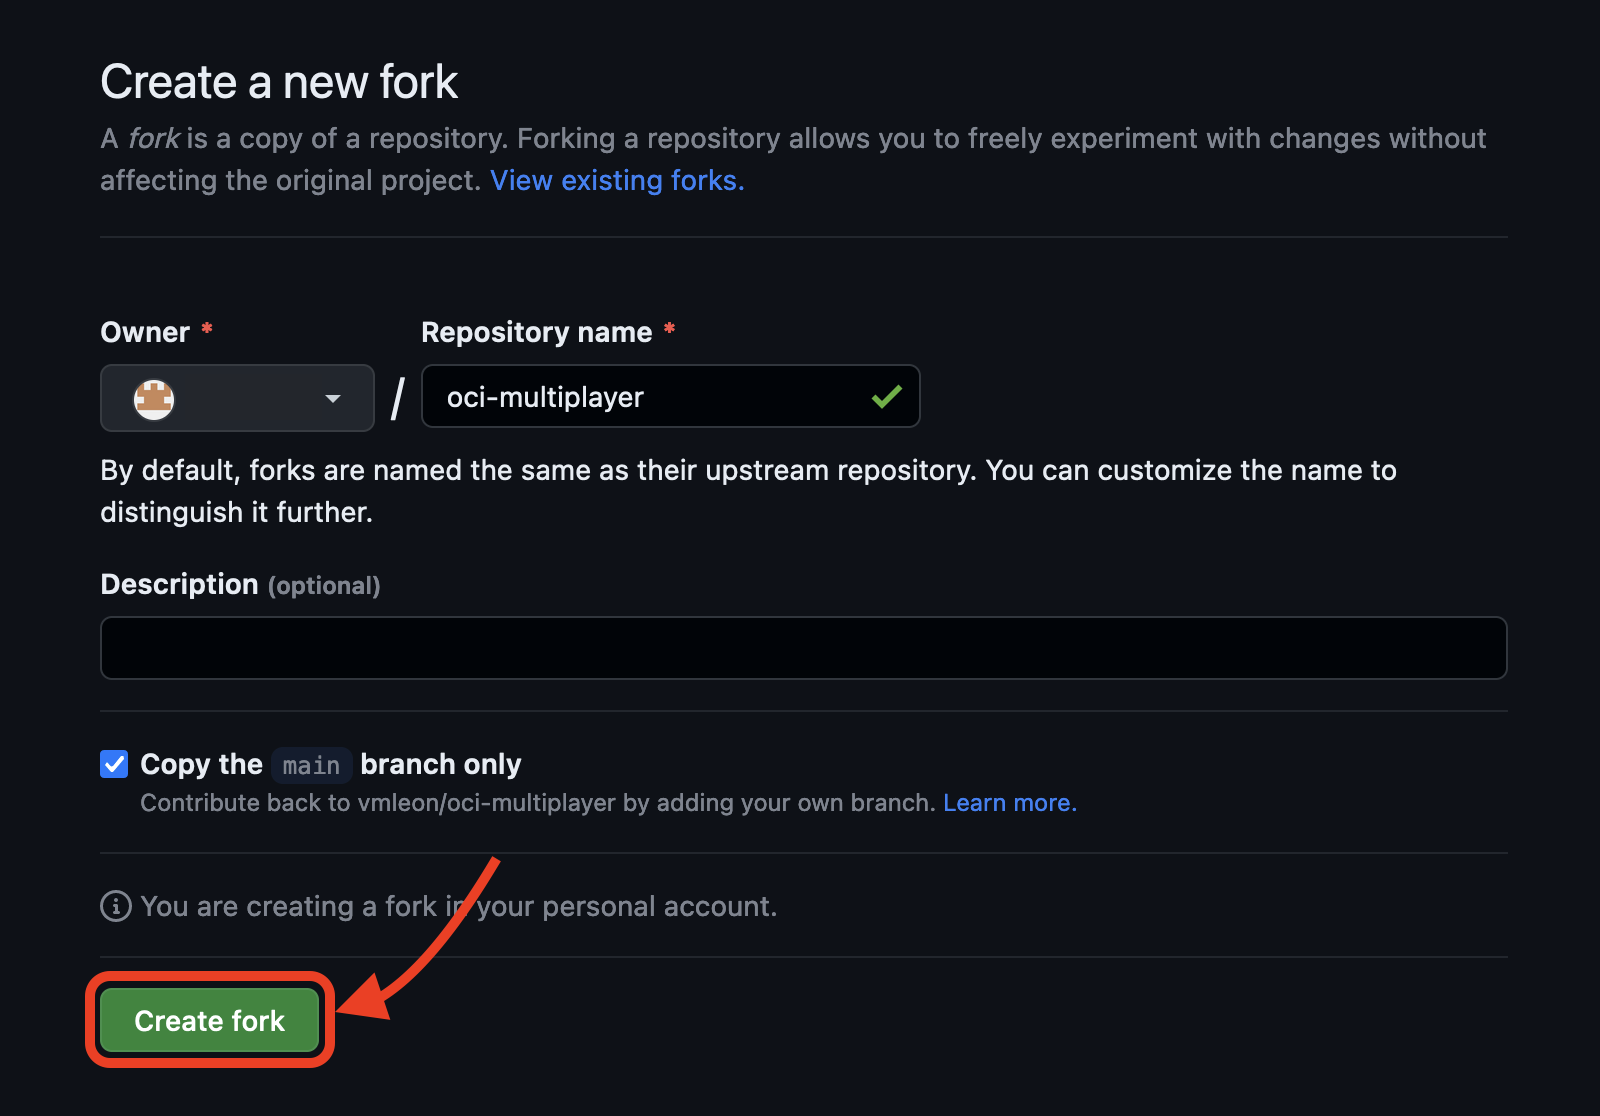 Create a new fork
A fork is a copy of a repository. Forking a repository allows you to freely experiment with changes without
affecting the original project. View existing forks.
Owner * Repository name *
/ oci-multiplayer
By default, forks are named the same as their upstream repository. You can customize the name to
distinguish it further.
Description (optional)
Copy the main branch only
Contribute back to vmleon/oci-multiplayer by adding your own branch. Learn more.
You are creating a fork in your personal account.
Create fork